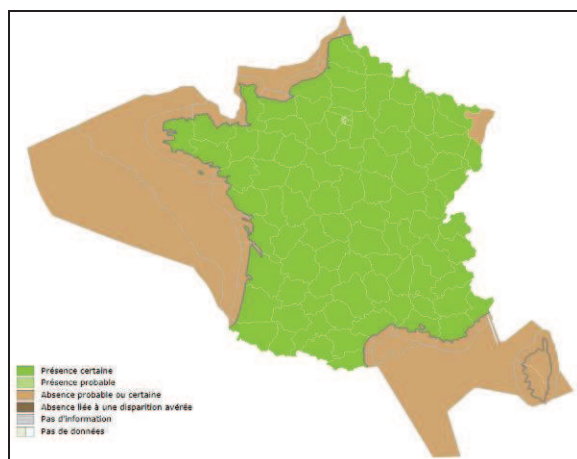 Présence certaine
Présence probable
Absence probable ou certaine
Absence liée à une disparition avérée
Pas d'information
Pas de données